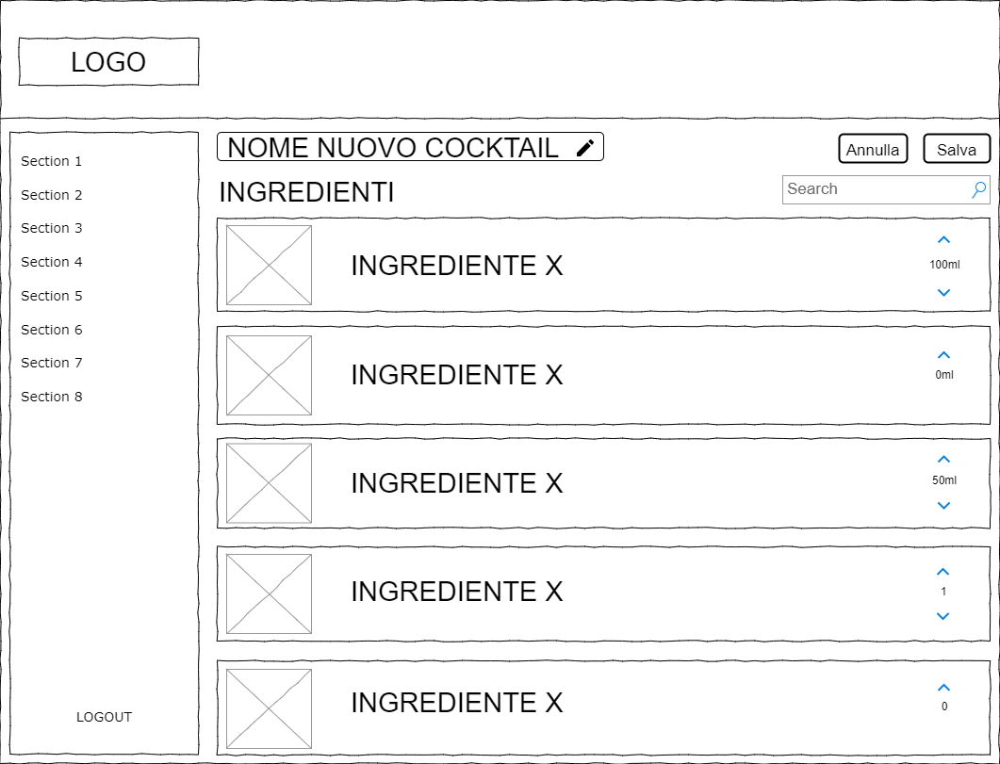 LOGO
Section 1
Section 2
Section 3
Section 4
Section 5
Section 6
Section 7
Section 8
LOGOUT
NOME NUOVO COCKTAIL
Annulla
Salva
INGREDIENTI
Search
INGREDIENTE X
100ml
INGREDIENTE X
0ml
INGREDIENTE X
50ml
INGREDIENTE X
1
INGREDIENTE X
0